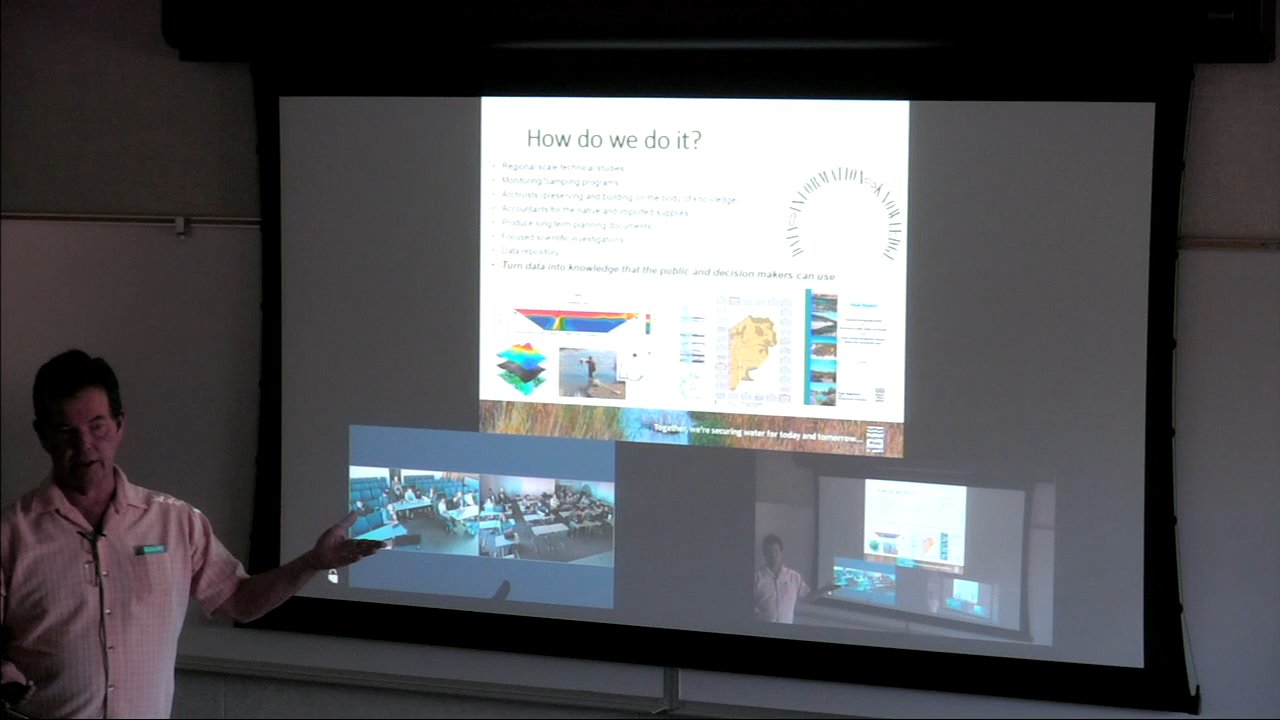 How do we do it?
• Regional scale technical studies
• Monitoring/Sampling programs
• Archivists (preserving and building on the body of knowledge)
• Accountants for the native and imported supplies
• Produce long term planning documents
• Focused scientific investigations
• Data repository
• Turn data into knowledge that the public and decision makers can use
DATA=>INFORMATION=>KNOWLEDGE
Together, we're securing water for today and tomorrow...